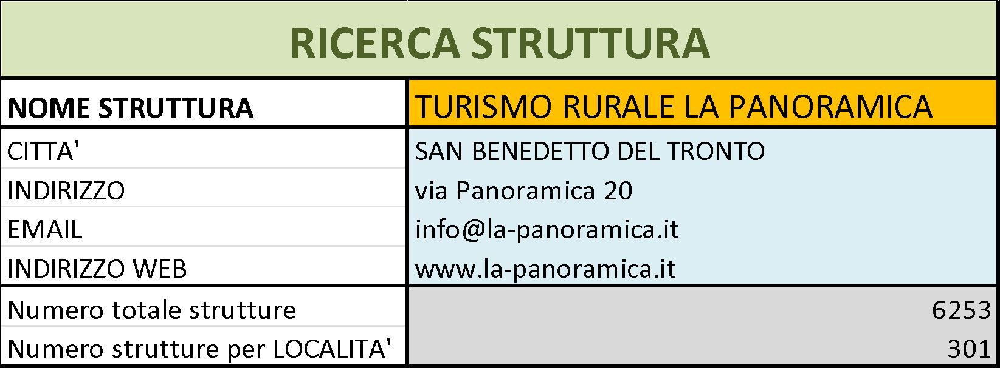 RICERCA STRUTTURA
NOME STRUTTURA TURISMO RURALE LA PANORAMICA
CITTA' SAN BENEDETTO DEL TRONTO
INDIRIZZO via Panoramica 20
EMAIL info@la-panoramica.it
INDIRIZZO WEB www.la-panoramica.it
Numero totale strutture 6253
Numero strutture per LOCALITA' 301